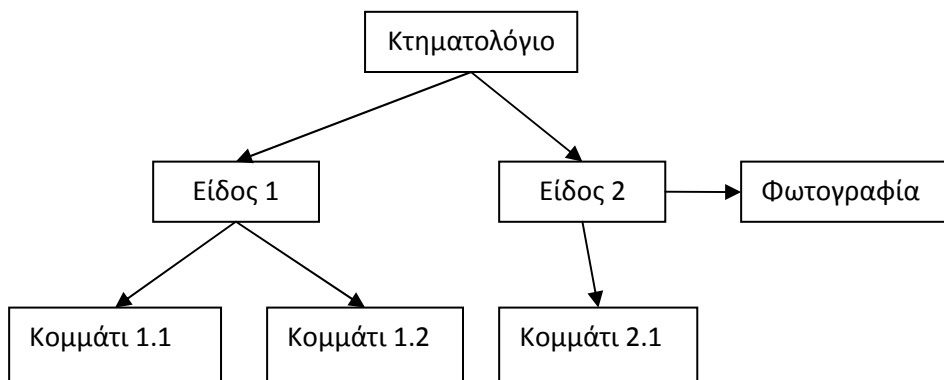 Κτηματολόγιο
Είδος 1
Είδος 2
Φωτογραφία
Κομμάτι 1.1
Κομμάτι 1.2
Κομμάτι 2.1